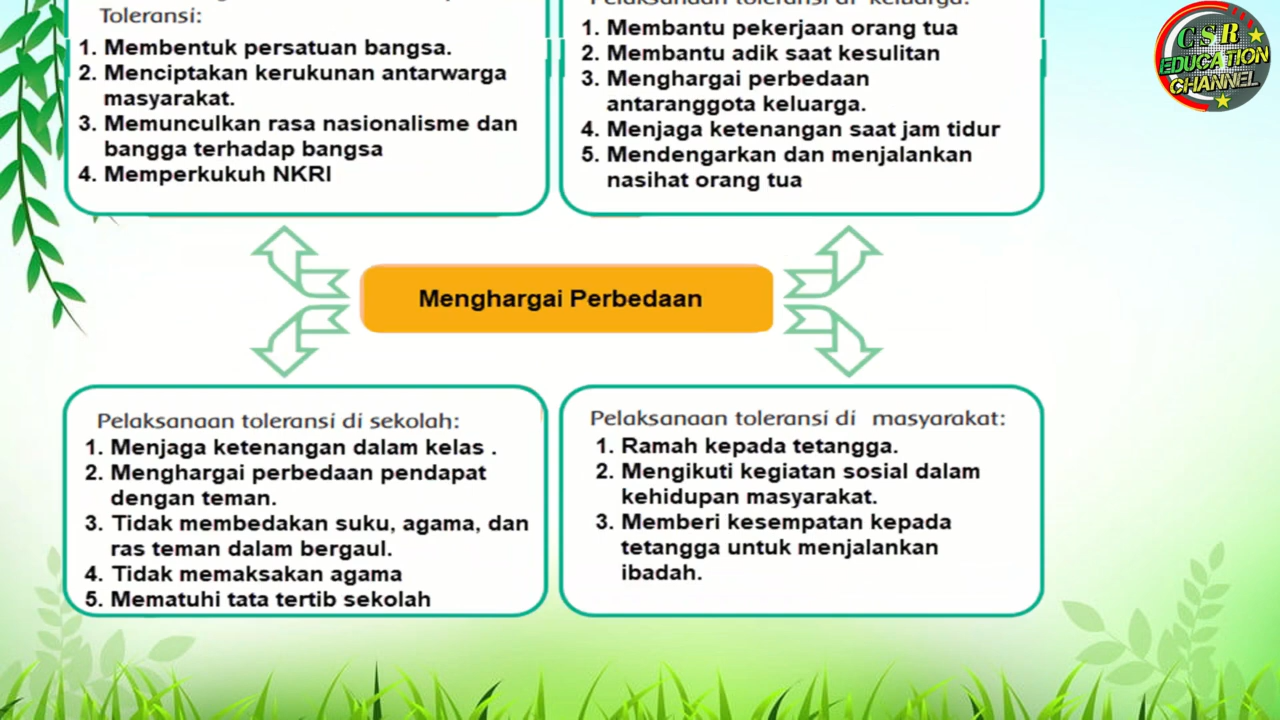 Toleransi:
1. Membentuk persatuan bangsa.
2. Menciptakan kerukunan antarwarga
masyarakat.
3. Memunculkan rasa nasionalisme dan
bangga terhadap bangsa
4. Memperkukuh NKRI
Pelaksanaan toleransi di keluarga:
1. Membantu pekerjaan orang tua
2. Membantu adik saat kesulitan
3. Menghargai perbedaan
antaranggota keluarga.
4. Menjaga ketenangan saat jam tidur
5. Mendengarkan dan menjalankan
nasihat orang tua
CSR
EDUCATION
CHANNEL
Menghargai Perbedaan
Pelaksanaan toleransi di sekolah:
1. Menjaga ketenangan dalam kelas .
2. Menghargai perbedaan pendapat
dengan teman.
3. Tidak membedakan suku, agama, dan
ras teman dalam bergaul.
4. Tidak memaksakan agama
5. Mematuhi tata tertib sekolah
Pelaksanaan toleransi di masyarakat:
1. Ramah kepada tetangga.
2. Mengikuti kegiatan sosial dalam
kehidupan masyarakat.
3. Memberi kesempatan kepada
tetangga untuk menjalankan
ibadah.